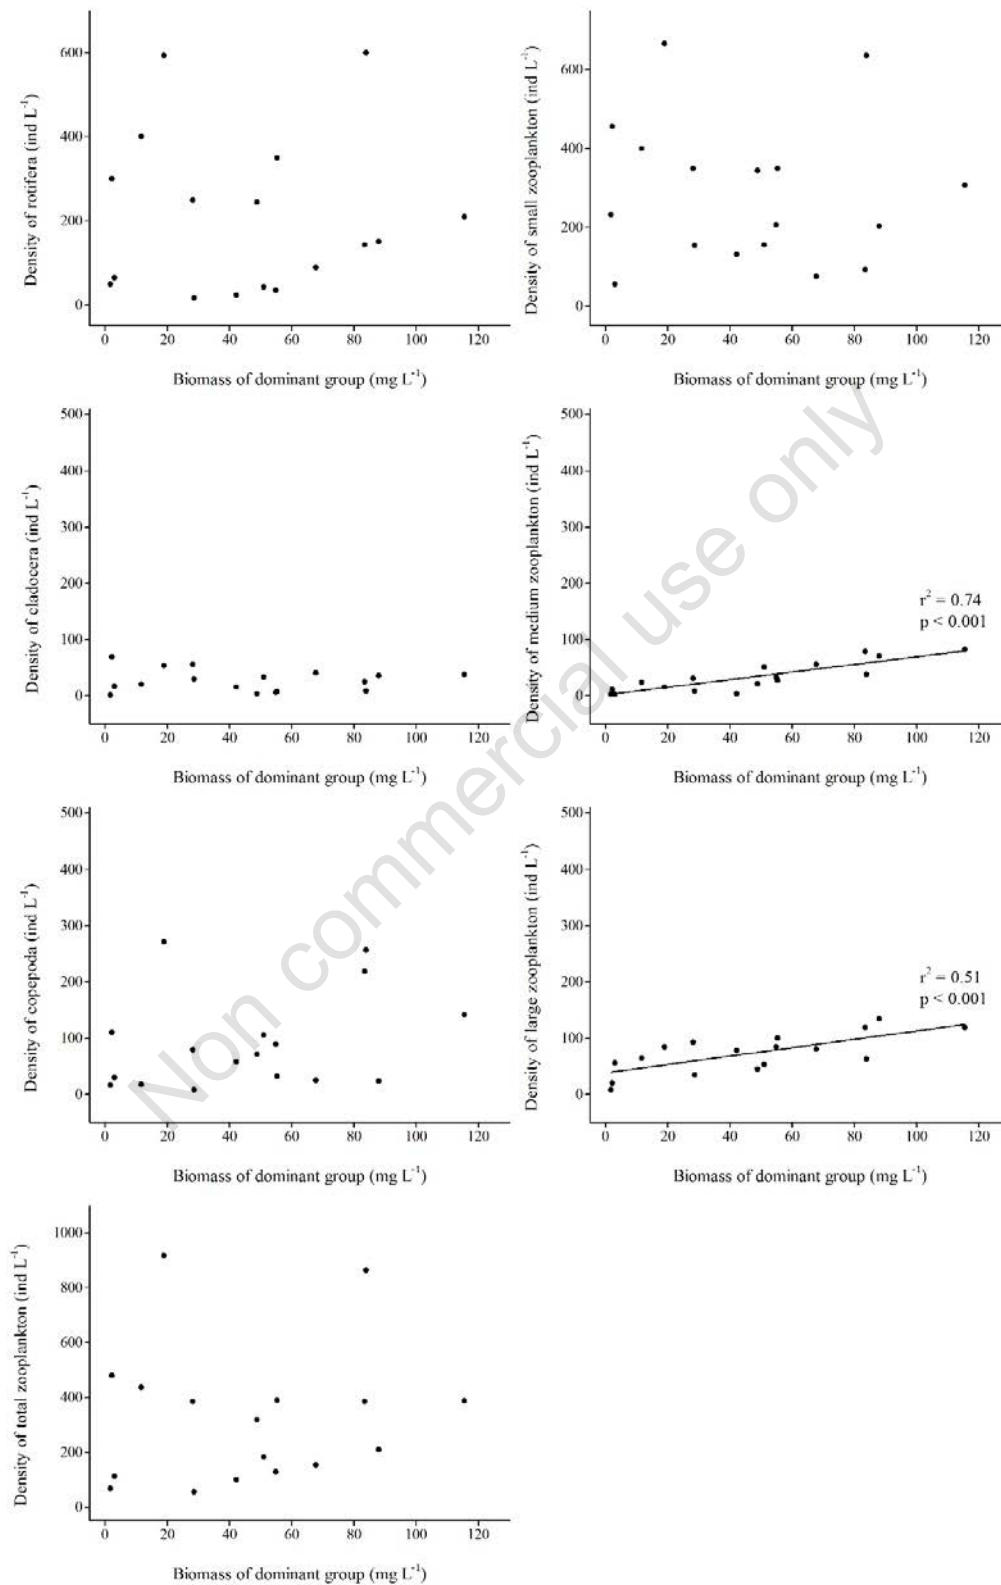 Density of rotifera (ind L⁻¹)
600
400
200
0
0 20 40 60 80 100 120
Biomass of dominant group (mg L⁻¹)
Density of small zooplankton (ind L⁻¹)
600
400
200
0
0 20 40 60 80 100 120
Biomass of dominant group (mg L⁻¹)
Density of cladocera (ind L⁻¹)
500
400
300
200
100
0
0 20 40 60 80 100 120
Biomass of dominant group (mg L⁻¹)
Density of medium zooplankton (ind L⁻¹)
500
400
300
200
100
0
r² = 0.74
p < 0.001
0 20 40 60 80 100 120
Biomass of dominant group (mg L⁻¹)
Density of copepoda (ind L⁻¹)
500
400
300
200
100
0
0 20 40 60 80 100 120
Biomass of dominant group (mg L⁻¹)
Density of large zooplankton (ind L⁻¹)
500
400
300
200
100
0
r² = 0.51
p < 0.001
0 20 40 60 80 100 120
Biomass of dominant group (mg L⁻¹)
Density of total zooplankton (ind L⁻¹)
1000
800
600
400
200
0
0 20 40 60 80 100 120
Biomass of dominant group (mg L⁻¹)
Non commercial use only